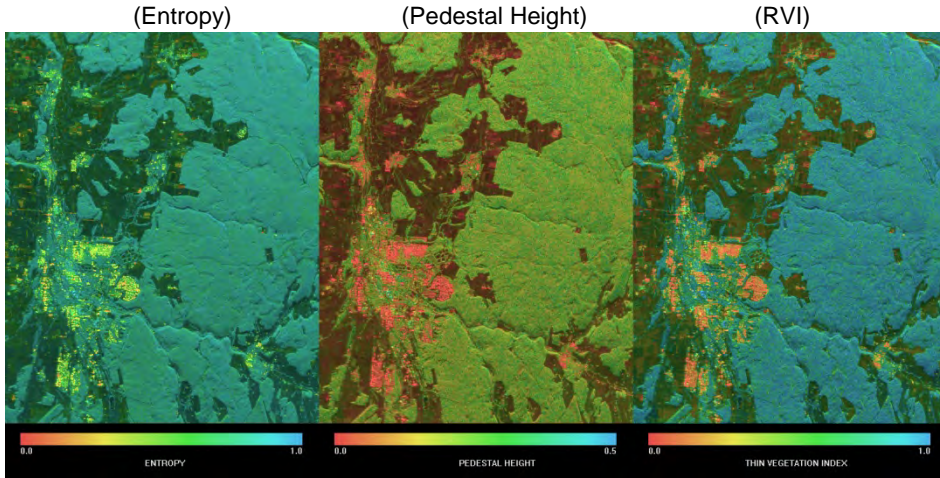 (Entropy) (Pedestal Height) (RVI)
0.0 1.0 0.0 0.5 0.0 1.0
ENTROPY PEDESTAL HEIGHT THIN VEGETATION INDEX